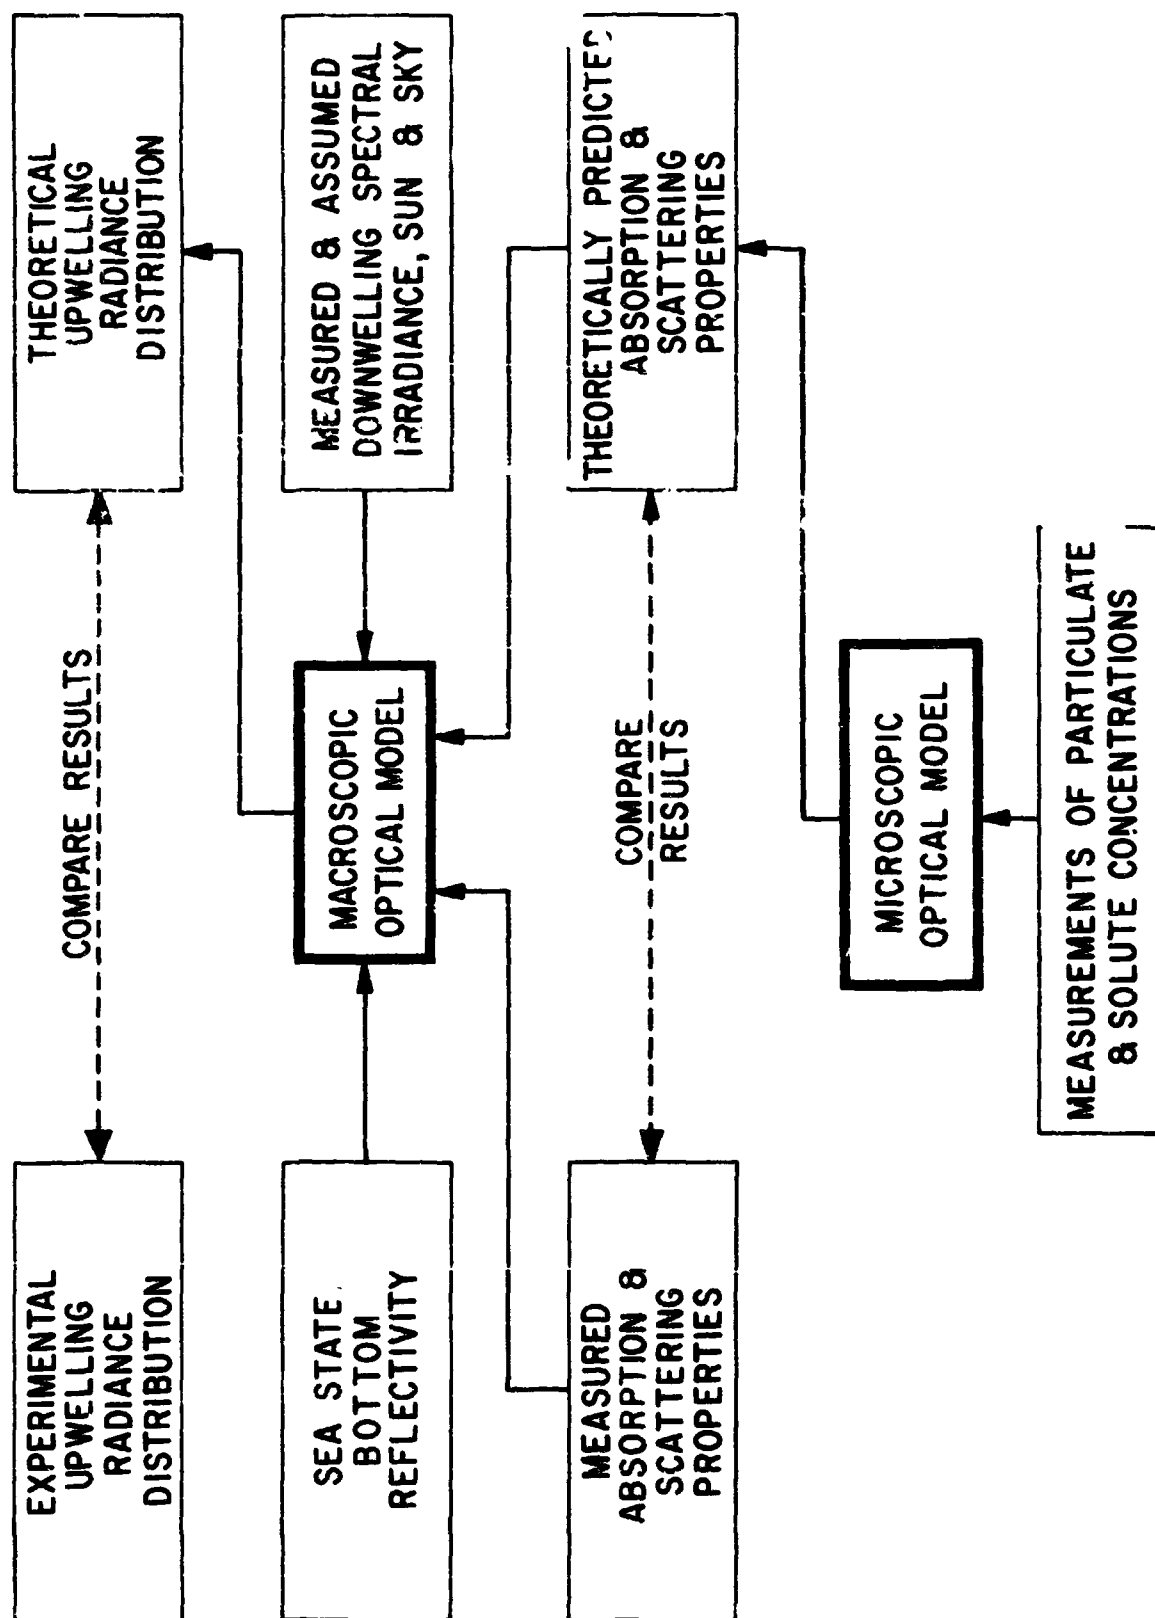 EXPERIMENTAL
UPWELLING
RADIANCE
DISTRIBUTION
COMPARE RESULTS
THEORETICAL
UPWELLING
RADIANCE
DISTRIBUTION
SEA STATE,
BOTTOM
REFLECTIVITY
MACROSCOPIC
OPTICAL MODEL
MEASURED & ASSUMED
DOWNWELLING SPECTRAL
IRRADIANCE, SUN & SKY
MEASURED
ABSORPTION &
SCATTERING
PROPERTIES
COMPARE
RESULTS
THEORETICALLY PREDICTED
ABSORPTION &
SCATTERING
PROPERTIES
MICROSCOPIC
OPTICAL MODEL
MEASUREMENTS OF PARTICULATE
& SOLUTE CONCENTRATIONS